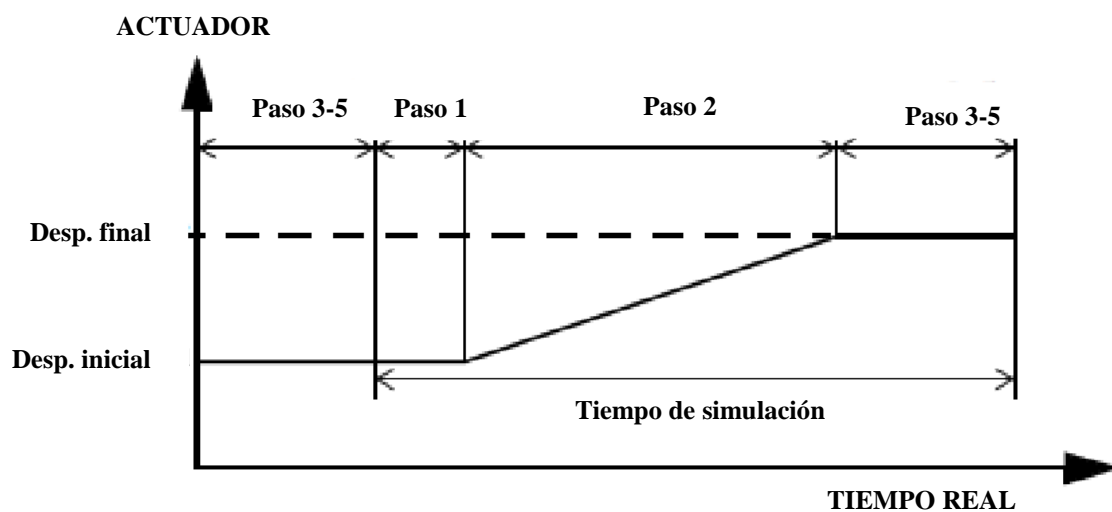 ACTUADOR
Paso 3-5
Paso 1
Paso 2
Paso 3-5
Desp. final
Desp. inicial
Tiempo de simulación
TIEMPO REAL